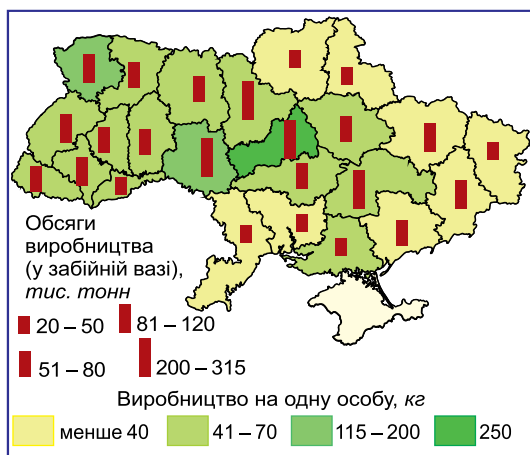 Обсяги
виробництва
(у забійній вазі),
тис. тонн
20 – 50
81 – 120
51 – 80
200 – 315
Виробництво на одну особу, кг
менше 40
41 – 70
115 – 200
250